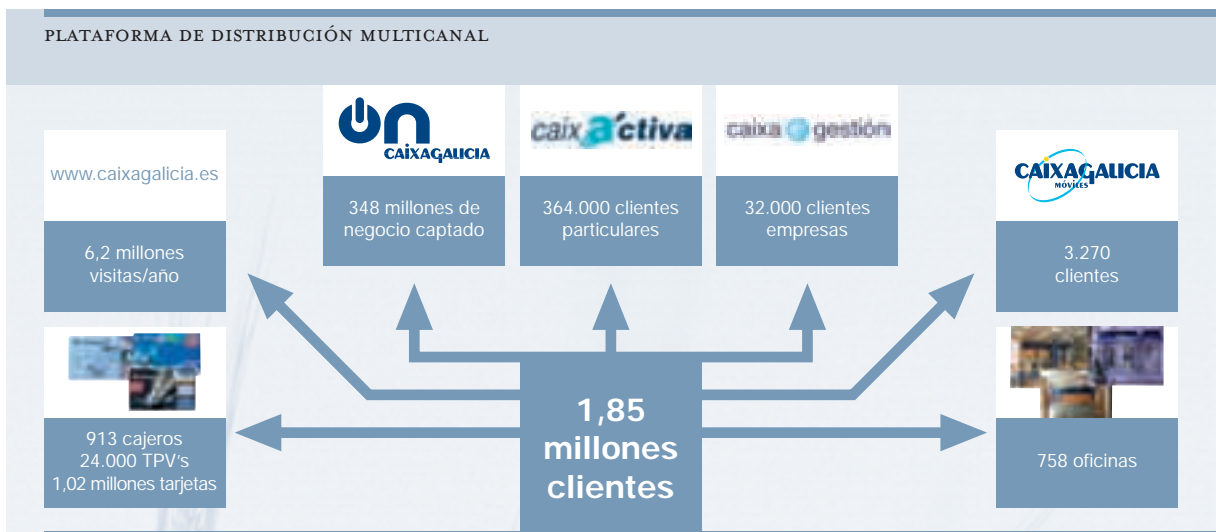 PLATAFORMA DE DISTRIBUCIÓN MULTICANAL
www.caixagalicia.es
6,2 millones
visitas/año
on
CAIXAGALICIA
348 millones de
negocio captado
caixa'ctiva
364.000 clientes
particulares
caixa gestión
32.000 clientes
empresas
CAIXAGALICIA
MÓVILES
3.270
clientes
913 cajeros
24.000 TPV's
1,02 millones tarjetas
1,85
millones
clientes
758 oficinas